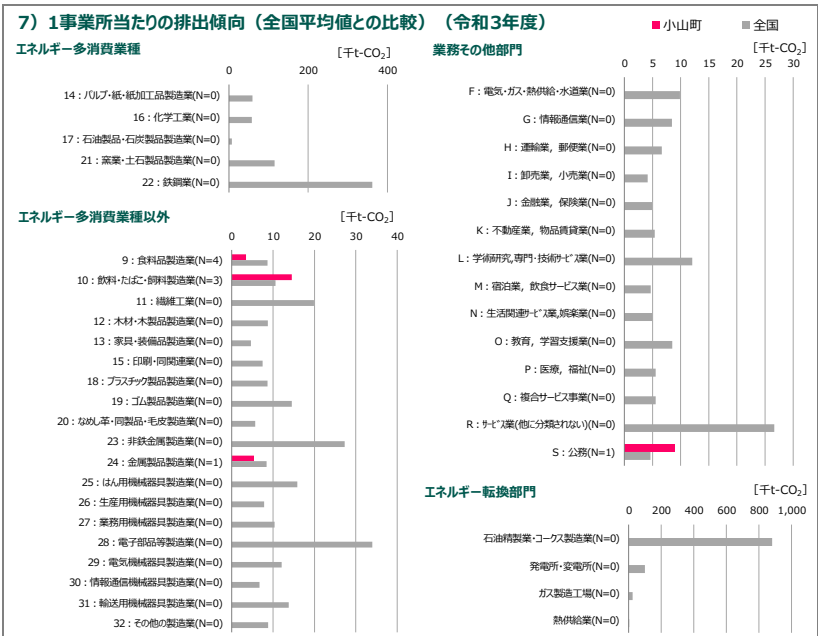 7）1事業所当たりの排出傾向（全国平均値との比較）（令和3年度）
小山町 全国
エネルギー多消費業種
[千t-CO₂]
0 200 400
14：パルプ・紙・紙加工品製造業(N=0)
16：化学工業(N=0)
17：石油製品・石炭製品製造業(N=0)
21：窯業・土石製品製造業(N=0)
22：鉄鋼業(N=0)
エネルギー多消費業種以外
[千t-CO₂]
0 10 20 30 40
9：食料品製造業(N=4)
10：飲料・たばこ・飼料製造業(N=3)
11：繊維工業(N=0)
12：木材・木製品製造業(N=0)
13：家具・装備品製造業(N=0)
15：印刷・同関連業(N=0)
18：プラスチック製品製造業(N=0)
19：ゴム製品製造業(N=0)
20：なめし革・同製品・毛皮製造業(N=0)
23：非鉄金属製造業(N=0)
24：金属製品製造業(N=1)
25：はん用機械器具製造業(N=0)
26：生産用機械器具製造業(N=0)
27：業務用機械器具製造業(N=0)
28：電子部品等製造業(N=0)
29：電気機械器具製造業(N=0)
30：情報通信機械器具製造業(N=0)
31：輸送用機械器具製造業(N=0)
32：その他の製造業(N=0)
業務その他部門
[千t-CO₂]
0 5 10 15 20 25 30
F：電気・ガス・熱供給・水道業(N=0)
G：情報通信業(N=0)
H：運輸業，郵便業(N=0)
I：卸売業，小売業(N=0)
J：金融業，保険業(N=0)
K：不動産業，物品賃貸業(N=0)
L：学術研究,専門・技術ｻｰﾋﾞｽ業(N=0)
M：宿泊業，飲食サービス業(N=0)
N：生活関連ｻｰﾋﾞｽ業,娯楽業(N=0)
O：教育，学習支援業(N=0)
P：医療，福祉(N=0)
Q：複合サービス事業(N=0)
R：ｻｰﾋﾞｽ業(他に分類されない)(N=0)
S：公務(N=1)
エネルギー転換部門
[千t-CO₂]
0 200 400 600 800 1,000
石油精製業・コークス製造業(N=0)
発電所・変電所(N=0)
ガス製造工場(N=0)
熱供給業(N=0)